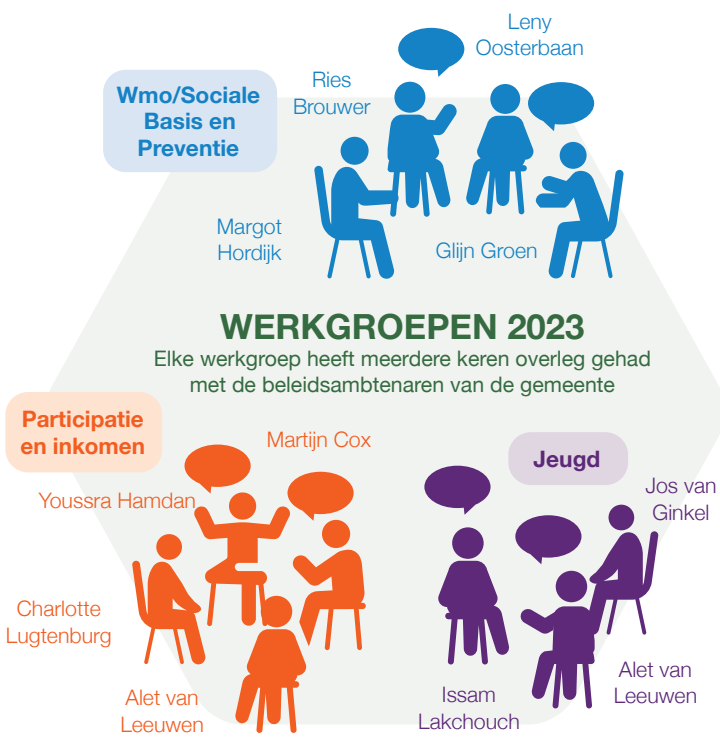 Leny
Oosterbaan
Ries
Brouwer
Wmo/Sociale
Basis en
Preventie
Margot
Hordijk
Glijn Groen
WERKGROEPEN 2023
Elke werkgroep heeft meerdere keren overleg gehad
met de beleidsambtenaren van de gemeente
Participatie
en inkomen
Martijn Cox
Youssra Hamdan
Charlotte
Lugtenburg
Alet van
Leeuwen
Jeugd
Jos van
Ginkel
Issam
Lakchouch
Alet van
Leeuwen